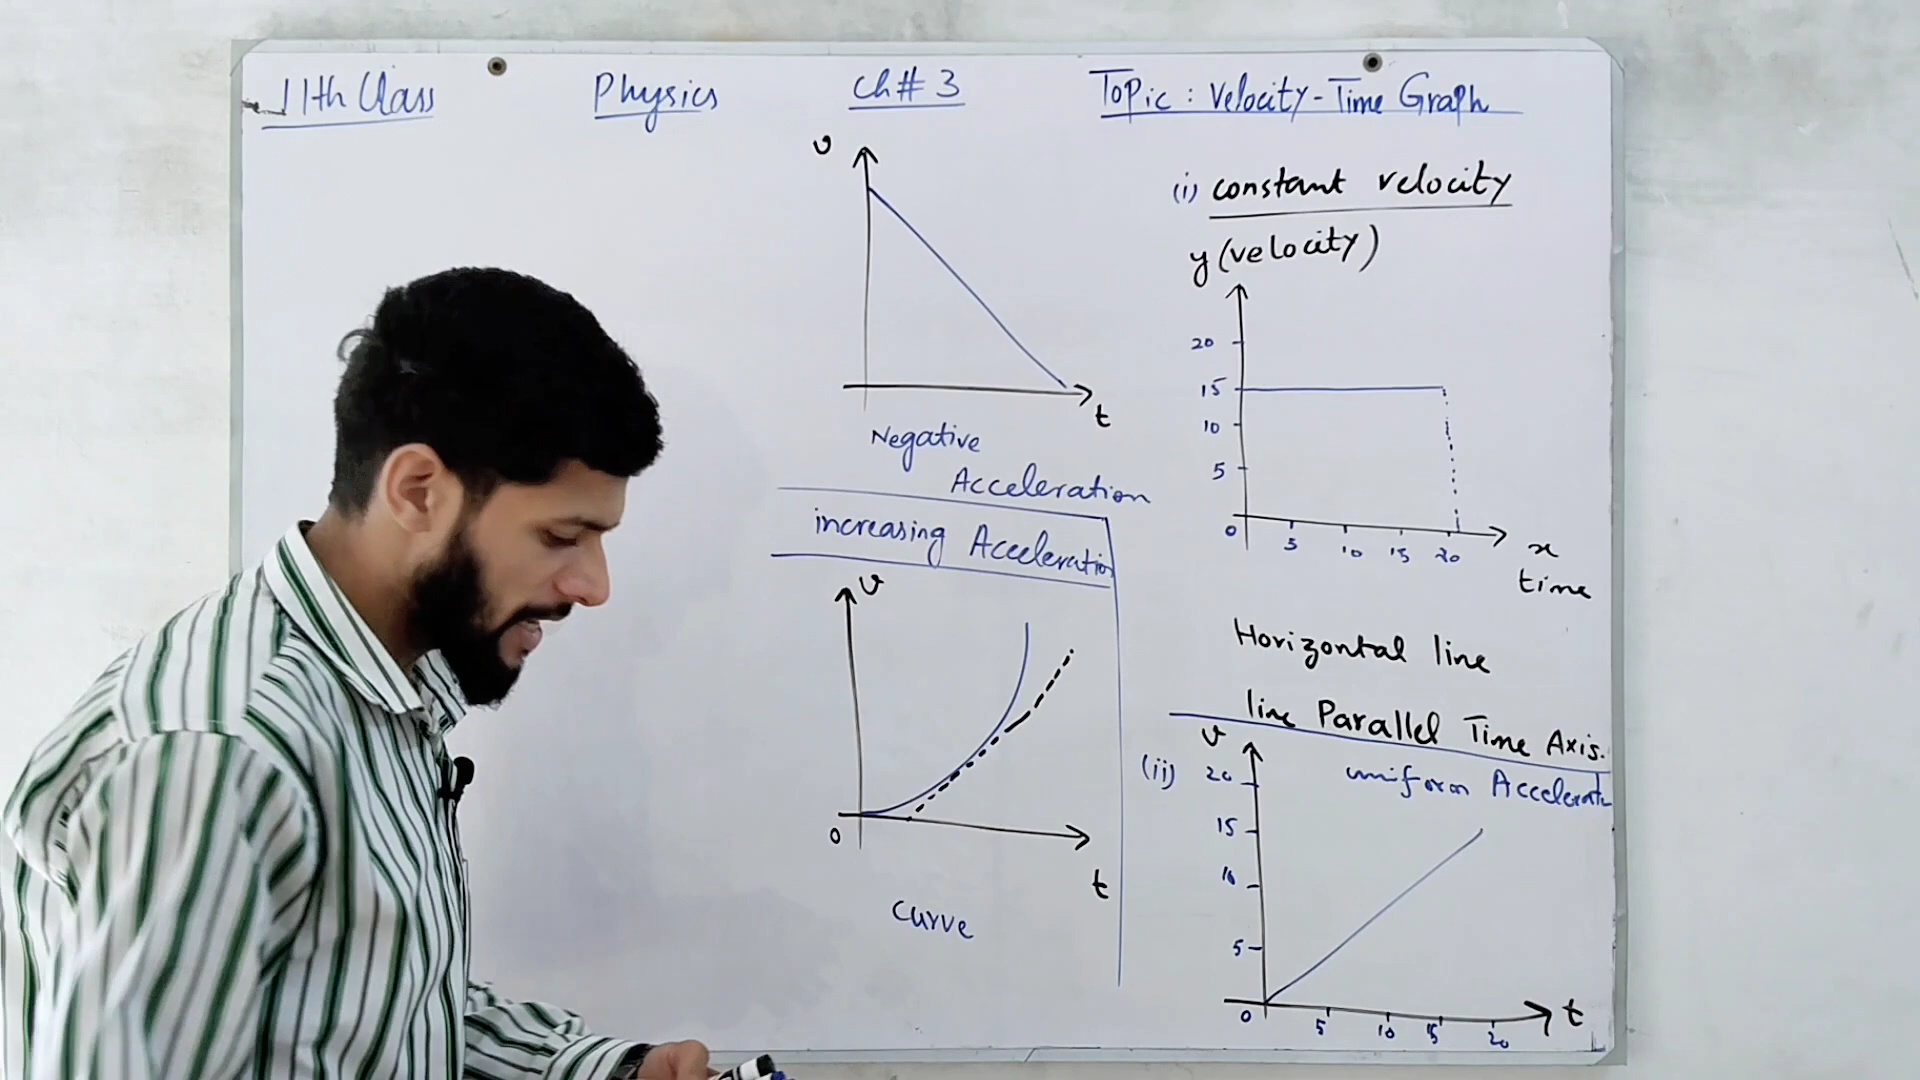 11th Class Physics Ch# 3 Topic: Velocity-Time Graph
v
t
Negative
Acceleration
increasing Acceleration
v
0
t
curve
(i) constant velocity
y (velocity)
20
15
10
5
0 5 10 15 20 x
time
Horizontal line
line Parallel Time Axis.
v
(ii) 20 uniform Accelerati
15
10
5
0 5 10 15 20 t